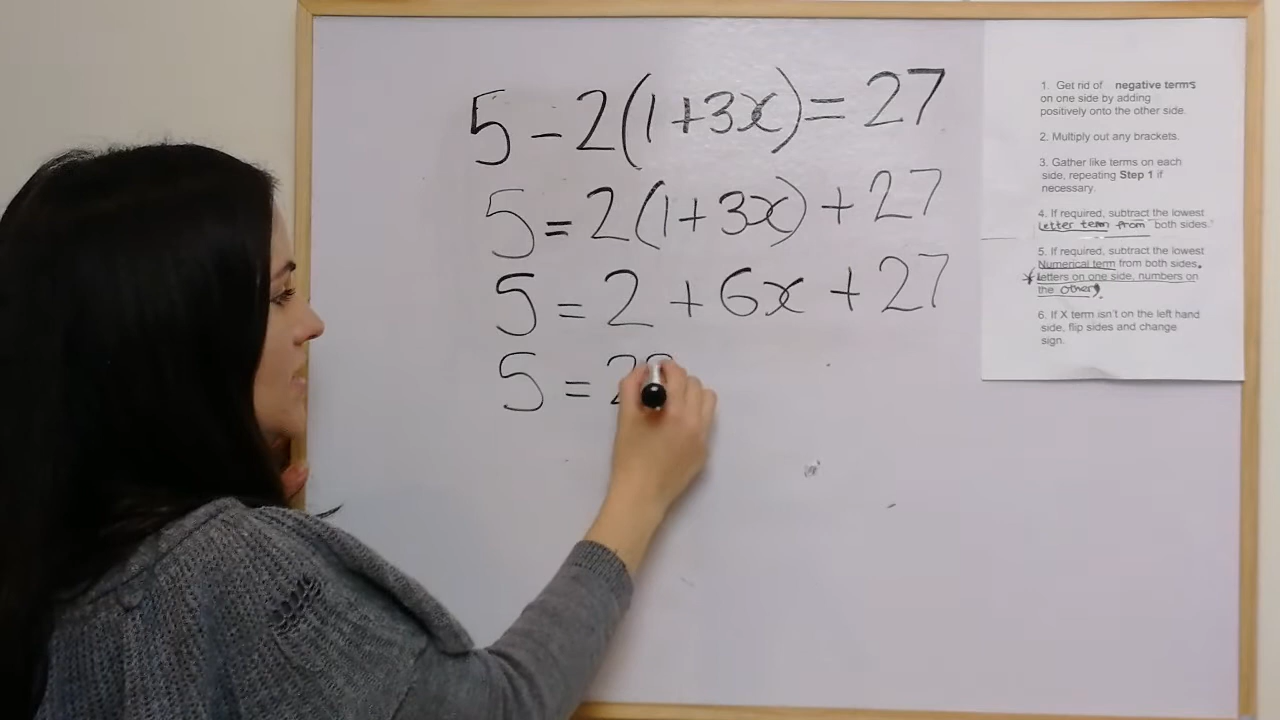 5 - 2(1+3x) = 27
5 = 2(1+3x) + 27
5 = 2 + 6x + 27
5 = 2
1. Get rid of negative terms
on one side by adding
positively onto the other side.
2. Multiply out any brackets.
3. Gather like terms on each
side, repeating Step 1 if
necessary.
4. If required, subtract the lowest
Letter term from both sides.
5. If required, subtract the lowest
Numerical term from both sides.
* letters on one side, numbers on
the other.
6. If X term isn't on the left hand
side, flip sides and change
sign.